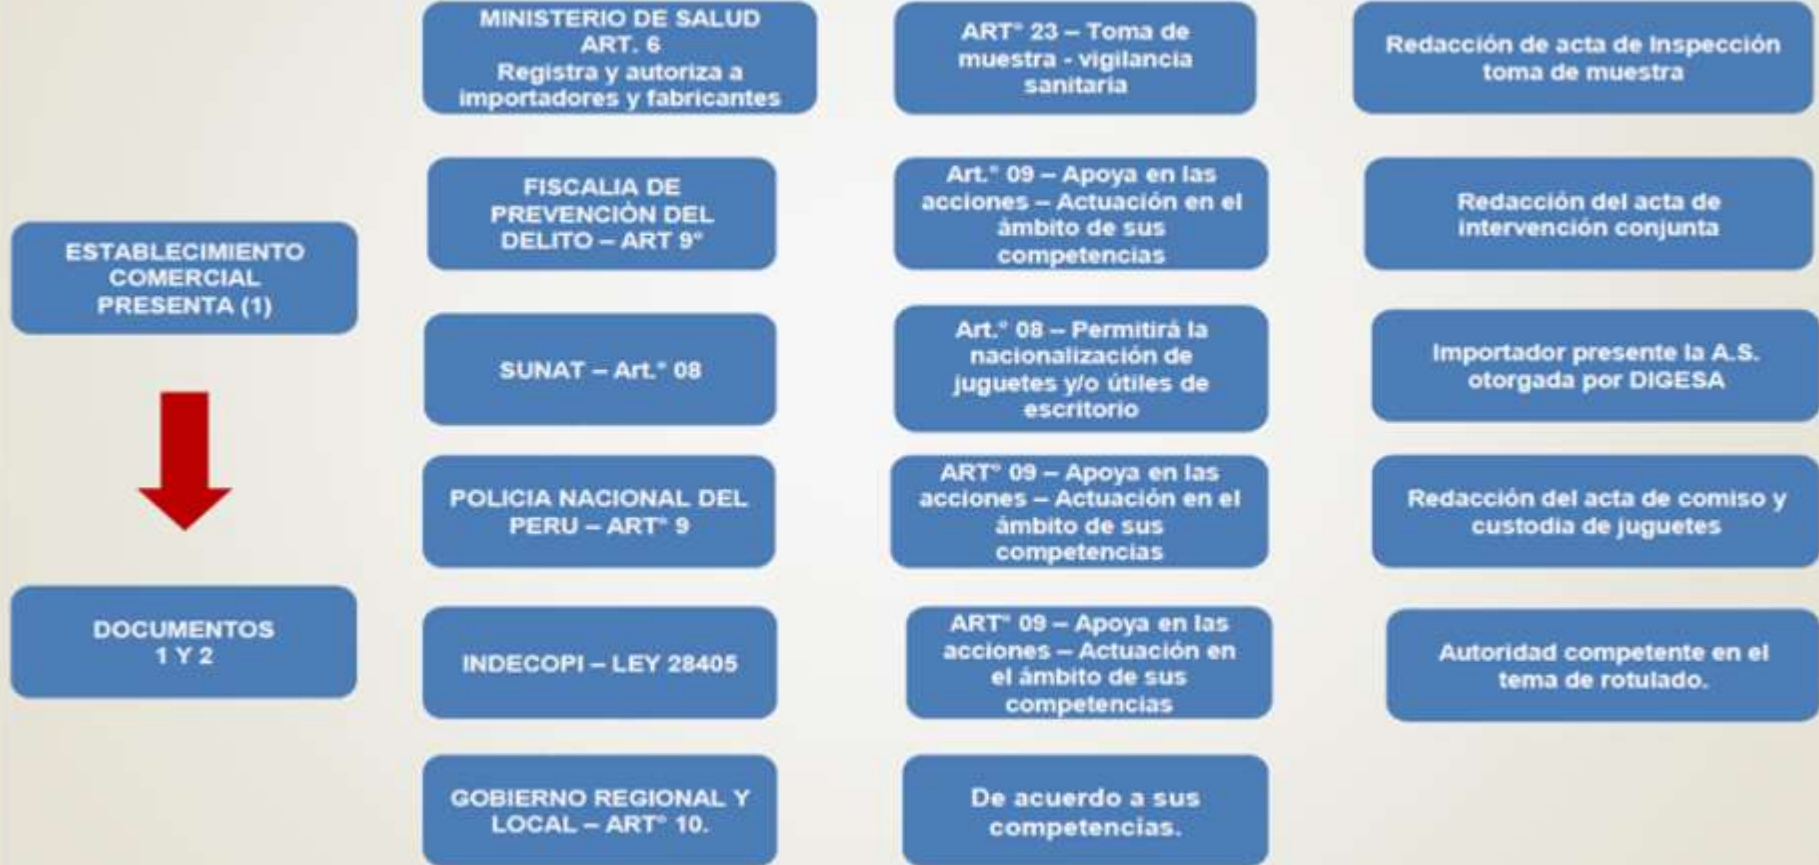 MINISTERIO DE SALUD
ART. 6
Registra y autoriza a
importadores y fabricantes
ART° 23 – Toma de
muestra - vigilancia
sanitaria
Redacción de acta de Inspección
toma de muestra
ESTABLECIMIENTO
COMERCIAL
PRESENTA (1)
FISCALIA DE
PREVENCIÓN DEL
DELITO – ART 9°
Art.° 09 – Apoya en las
acciones – Actuación en el
ámbito de sus
competencias
Redacción del acta de
intervención conjunta
SUNAT – Art.° 08
Art.° 08 – Permitirá la
nacionalización de
juguetes y/o útiles de
escritorio
Importador presente la A.S.
otorgada por DIGESA
POLICIA NACIONAL DEL
PERU – ART° 9
ART° 09 – Apoya en las
acciones – Actuación en el
ámbito de sus
competencias
Redacción del acta de comiso y
custodia de juguetes
DOCUMENTOS
1 Y 2
INDECOPI – LEY 28405
ART° 09 – Apoya en las
acciones – Actuación en
el ámbito de sus
competencias
Autoridad competente en el
tema de rotulado.
GOBIERNO REGIONAL Y
LOCAL – ART° 10.
De acuerdo a sus
competencias.